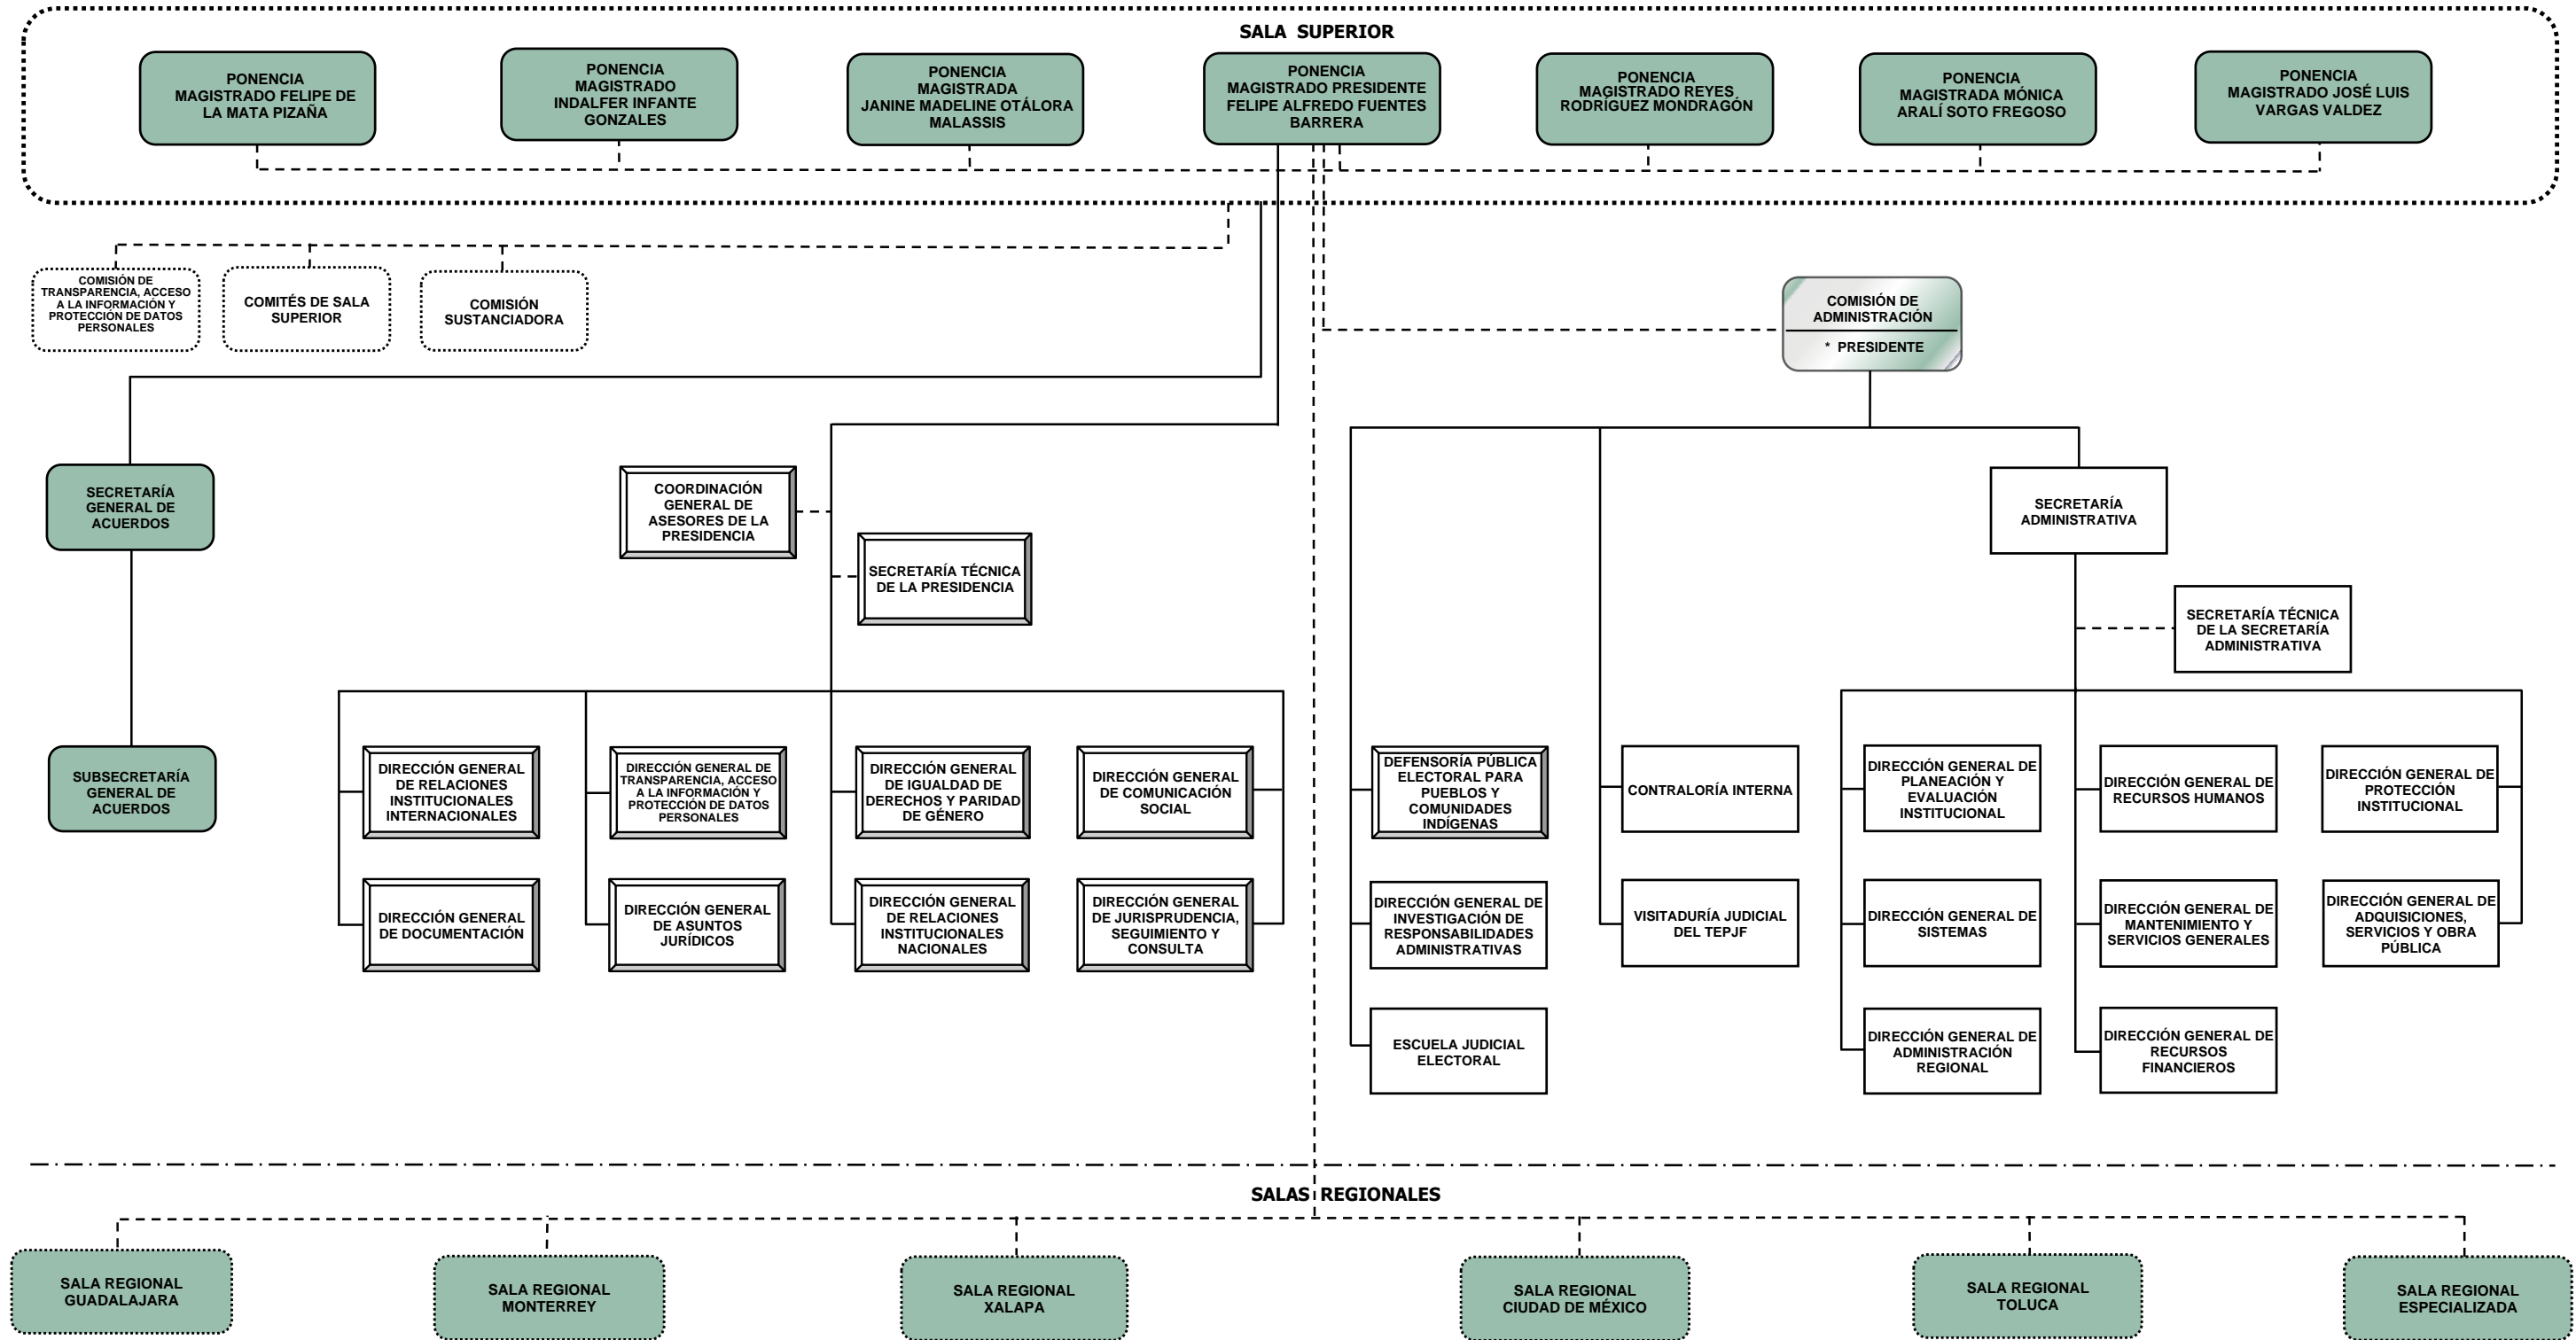 SALA SUPERIOR
PONENCIA
MAGISTRADO FELIPE DE
LA MATA PIZAÑA
PONENCIA
MAGISTRADO
INDALFER INFANTE
GONZALES
PONENCIA
MAGISTRADA
JANINE MADELINE OTÁLORA
MALASSIS
PONENCIA
MAGISTRADO PRESIDENTE
FELIPE ALFREDO FUENTES
BARRERA
PONENCIA
MAGISTRADO REYES
RODRÍGUEZ MONDRAGÓN
PONENCIA
MAGISTRADA MÓNICA
ARALÍ SOTO FREGOSO
PONENCIA
MAGISTRADO JOSÉ LUIS
VARGAS VALDEZ
COMISIÓN DE
TRANSPARENCIA, ACCESO
A LA INFORMACIÓN Y
PROTECCIÓN DE DATOS
PERSONALES
COMITÉS DE SALA
SUPERIOR
COMISIÓN
SUSTANCIADORA
COMISIÓN DE
ADMINISTRACIÓN
* PRESIDENTE
SECRETARÍA
GENERAL DE
ACUERDOS
COORDINACIÓN
GENERAL DE
ASESORES DE LA
PRESIDENCIA
SECRETARÍA TÉCNICA
DE LA PRESIDENCIA
SECRETARÍA
ADMINISTRATIVA
SECRETARÍA TÉCNICA
DE LA SECRETARÍA
ADMINISTRATIVA
SUBSECRETARÍA
GENERAL DE
ACUERDOS
DIRECCIÓN GENERAL
DE RELACIONES
INSTITUCIONALES
INTERNACIONALES
DIRECCIÓN GENERAL DE
TRANSPARENCIA, ACCESO
A LA INFORMACIÓN Y
PROTECCIÓN DE DATOS
PERSONALES
DIRECCIÓN GENERAL
DE IGUALDAD DE
DERECHOS Y PARIDAD
DE GÉNERO
DIRECCIÓN GENERAL
DE COMUNICACIÓN
SOCIAL
DEFENSORÍA PÚBLICA
ELECTORAL PARA
PUEBLOS Y
COMUNIDADES
INDÍGENAS
CONTRALORÍA INTERNA
DIRECCIÓN GENERAL DE
PLANEACIÓN Y
EVALUACIÓN
INSTITUCIONAL
DIRECCIÓN GENERAL DE
RECURSOS HUMANOS
DIRECCIÓN GENERAL DE
PROTECCIÓN
INSTITUCIONAL
DIRECCIÓN GENERAL
DE DOCUMENTACIÓN
DIRECCIÓN GENERAL
DE ASUNTOS
JURÍDICOS
DIRECCIÓN GENERAL
DE RELACIONES
INSTITUCIONALES
NACIONALES
DIRECCIÓN GENERAL
DE JURISPRUDENCIA,
SEGUIMIENTO Y
CONSULTA
DIRECCIÓN GENERAL DE
INVESTIGACIÓN DE
RESPONSABILIDADES
ADMINISTRATIVAS
VISITADURÍA JUDICIAL
DEL TEPJF
DIRECCIÓN GENERAL DE
SISTEMAS
DIRECCIÓN GENERAL DE
MANTENIMIENTO Y
SERVICIOS GENERALES
DIRECCIÓN GENERAL DE
ADQUISICIONES,
SERVICIOS Y OBRA
PÚBLICA
ESCUELA JUDICIAL
ELECTORAL
DIRECCIÓN GENERAL DE
ADMINISTRACIÓN
REGIONAL
DIRECCIÓN GENERAL DE
RECURSOS
FINANCIEROS
SALAS REGIONALES
SALA REGIONAL
GUADALAJARA
SALA REGIONAL
MONTERREY
SALA REGIONAL
XALAPA
SALA REGIONAL
CIUDAD DE MÉXICO
SALA REGIONAL
TOLUCA
SALA REGIONAL
ESPECIALIZADA